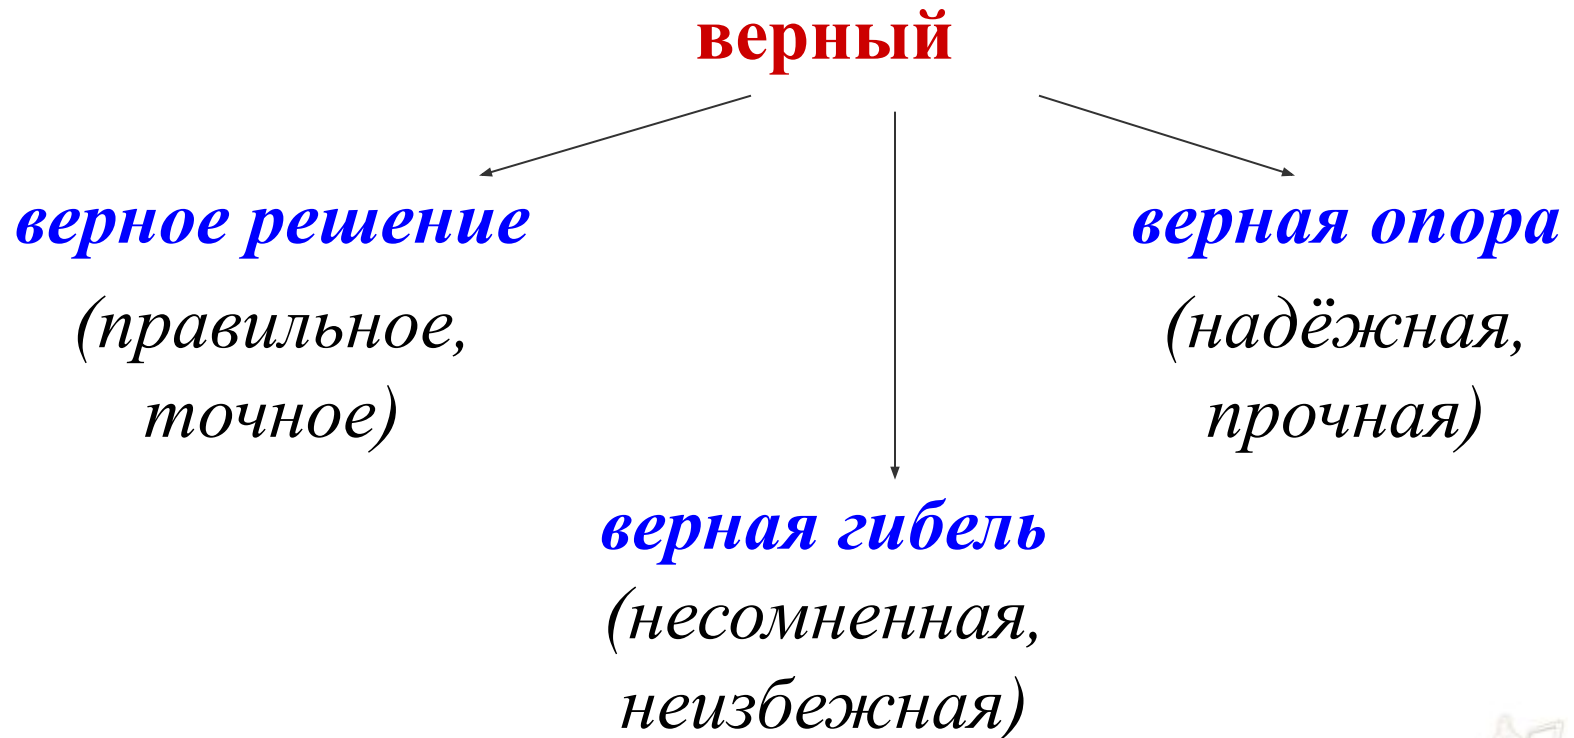 верный
верное решение
(правильное,
точное)
верная гибель
(несомненная,
неизбежная)
верная опора
(надёжная,
прочная)